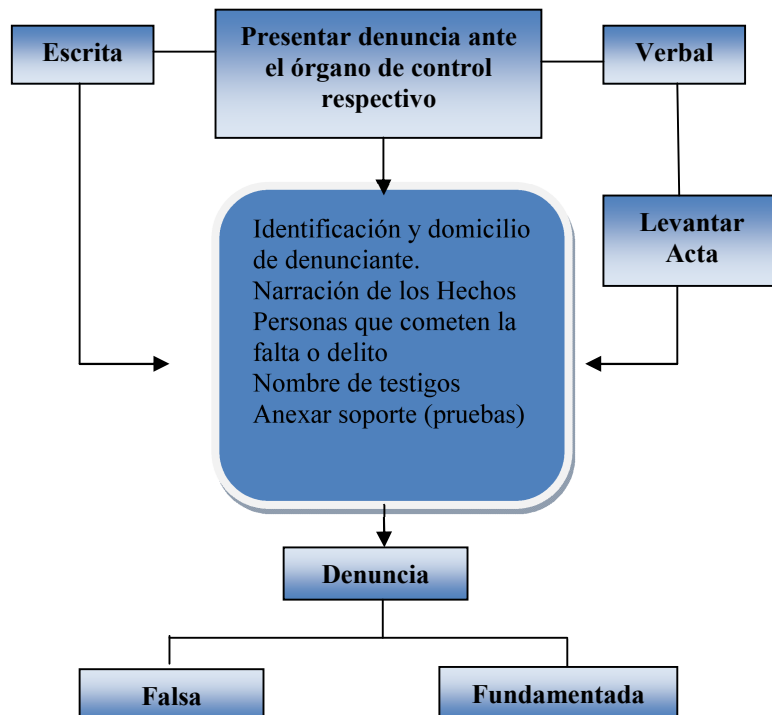 Escrita
Presentar denuncia ante
el órgano de control
respectivo
Verbal
Levantar
Acta
Identificación y domicilio
de denunciante.
Narración de los Hechos
Personas que cometen la
falta o delito
Nombre de testigos
Anexar soporte (pruebas)
Denuncia
Falsa
Fundamentada